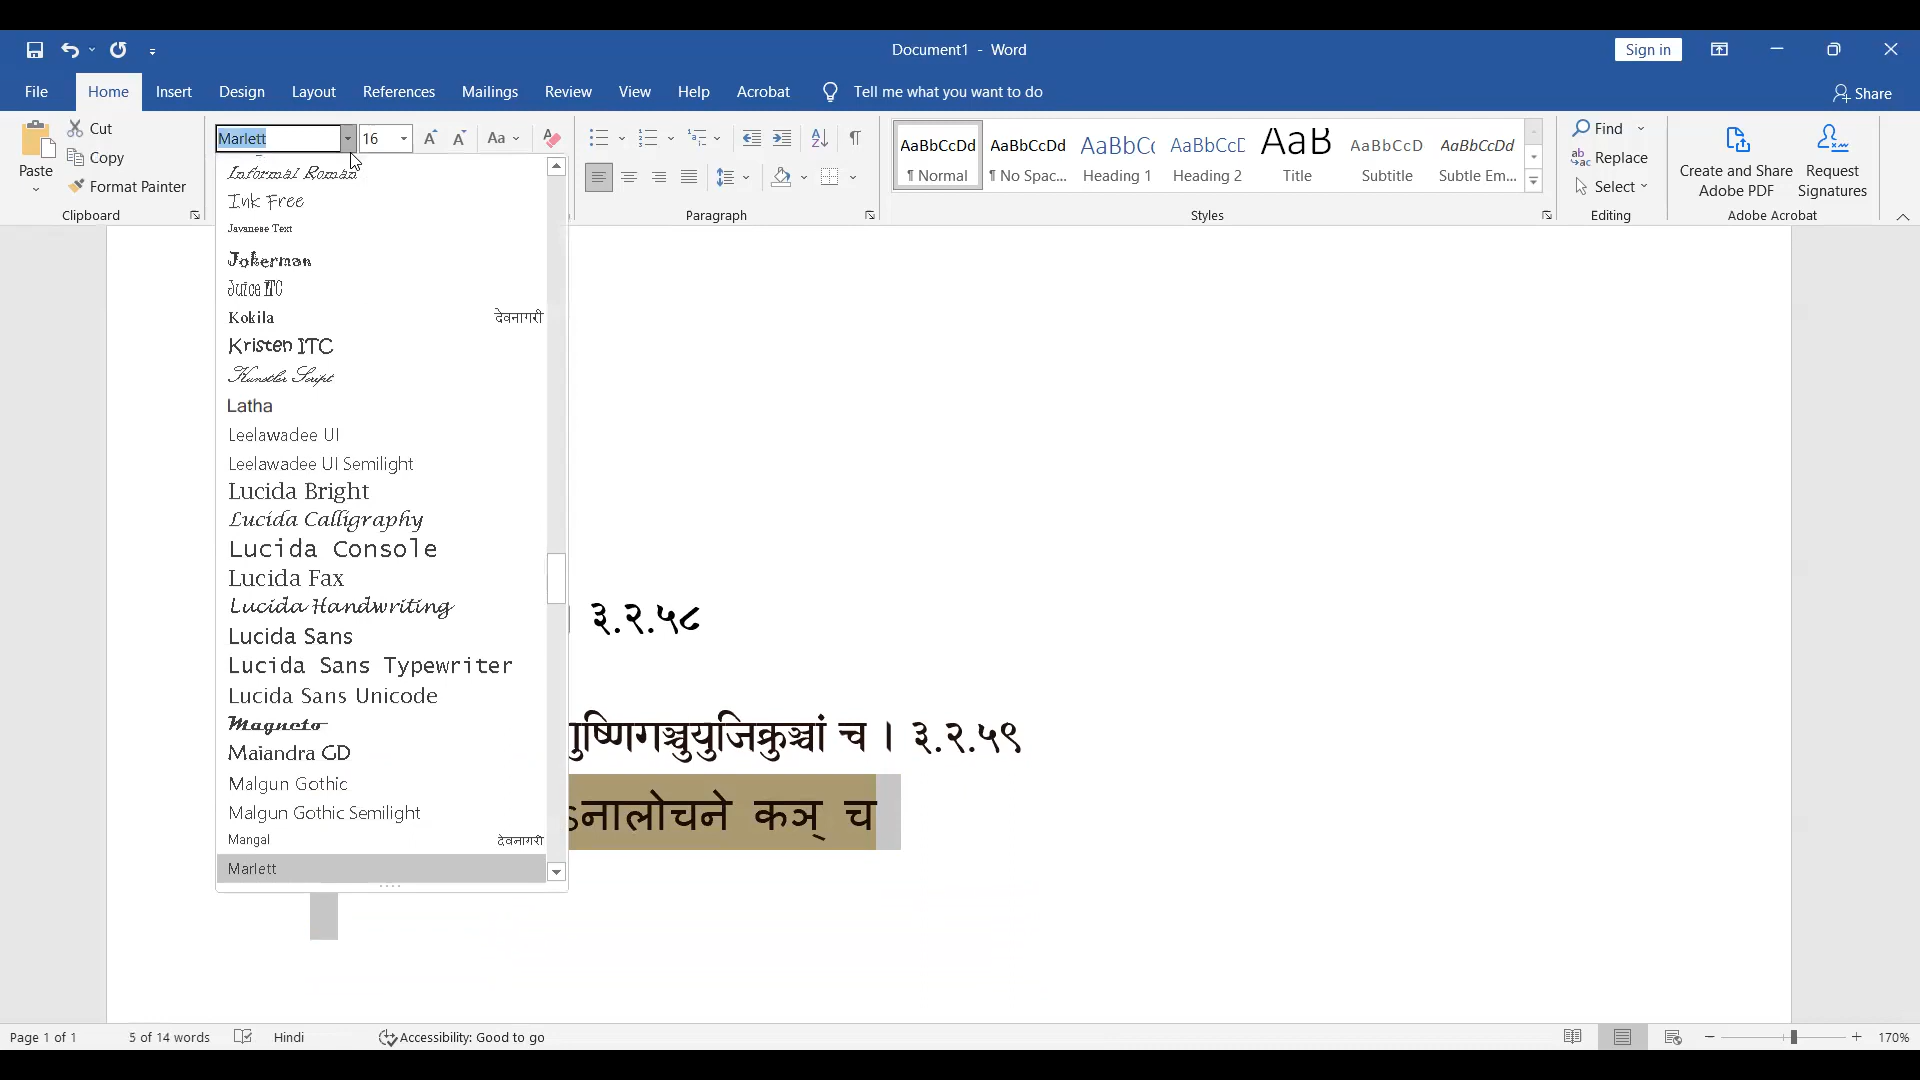 Document1 - Word
Sign in
File Home Insert Design Layout References Mailings Review View Help Acrobat Tell me what you want to do Share
Paste
Cut
Copy
Format Painter
Clipboard
Marlett 16 Aa
Paragraph
AaBbCcDd ¶ Normal
AaBbCcDd ¶ No Spac...
AaBbC Heading 1
AaBbCc Heading 2
AaB Title
AaBbCcD Subtitle
AaBbCcDd Subtle Em...
Styles
Find
Replace
Select
Editing
Create and Share Adobe PDF
Request Signatures
Adobe Acrobat
Informal Roman
Ink Free
Javanese Text
Jokerman
Juice ITC
Kokila देवनागरी
Kristen ITC
Kunstler Script
Latha
Leelawadee UI
Leelawadee UI Semilight
Lucida Bright
Lucida Calligraphy
Lucida Console
Lucida Fax
Lucida Handwriting
Lucida Sans
Lucida Sans Typewriter
Lucida Sans Unicode
Magneto
Maiandra GD
Malgun Gothic
Malgun Gothic Semilight
Mangal देवनागरी
Marlett
३.२.५८
गुष्णिगञ्चुयुजिक्रुञ्चां च । ३.२.५९
ऽनालोचने कञ् च
Page 1 of 1 5 of 14 words Hindi Accessibility: Good to go 170%